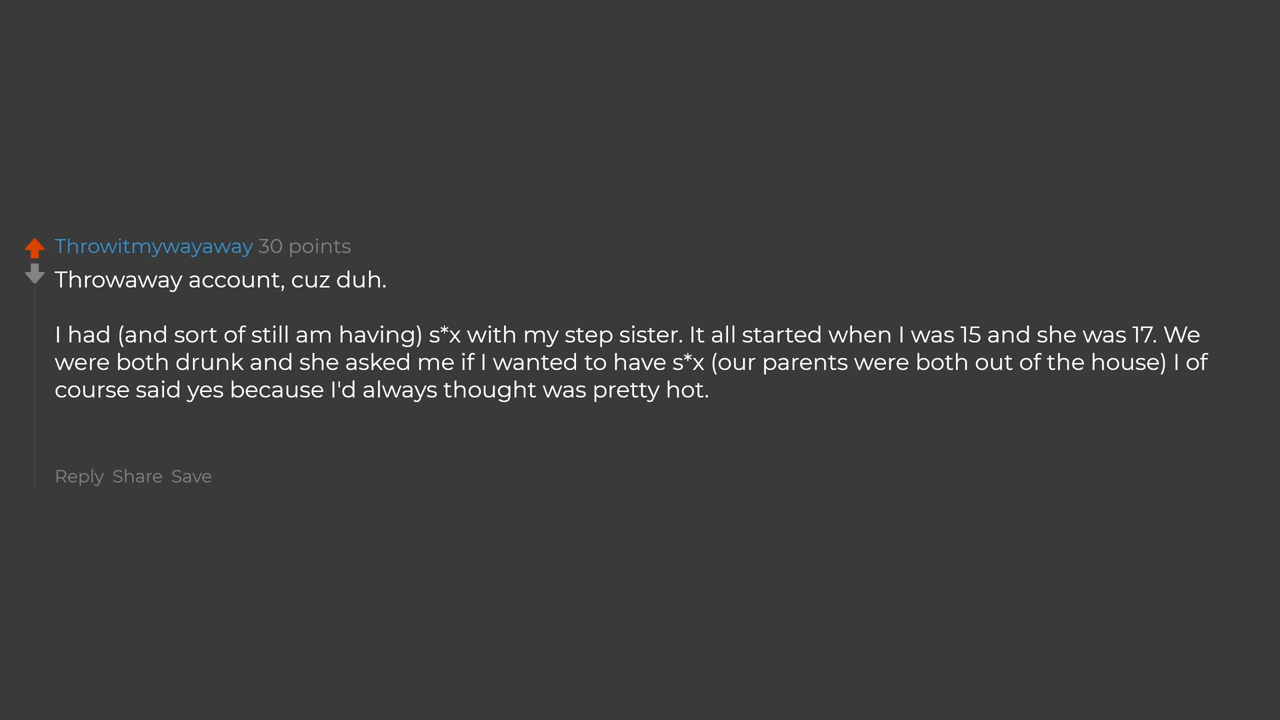 Throwitmywayaway 30 points
Throwaway account, cuz duh.
I had (and sort of still am having) s*x with my step sister. It all started when I was 15 and she was 17. We
were both drunk and she asked me if I wanted to have s*x (our parents were both out of the house) I of
course said yes because I'd always thought was pretty hot.
Reply Share Save